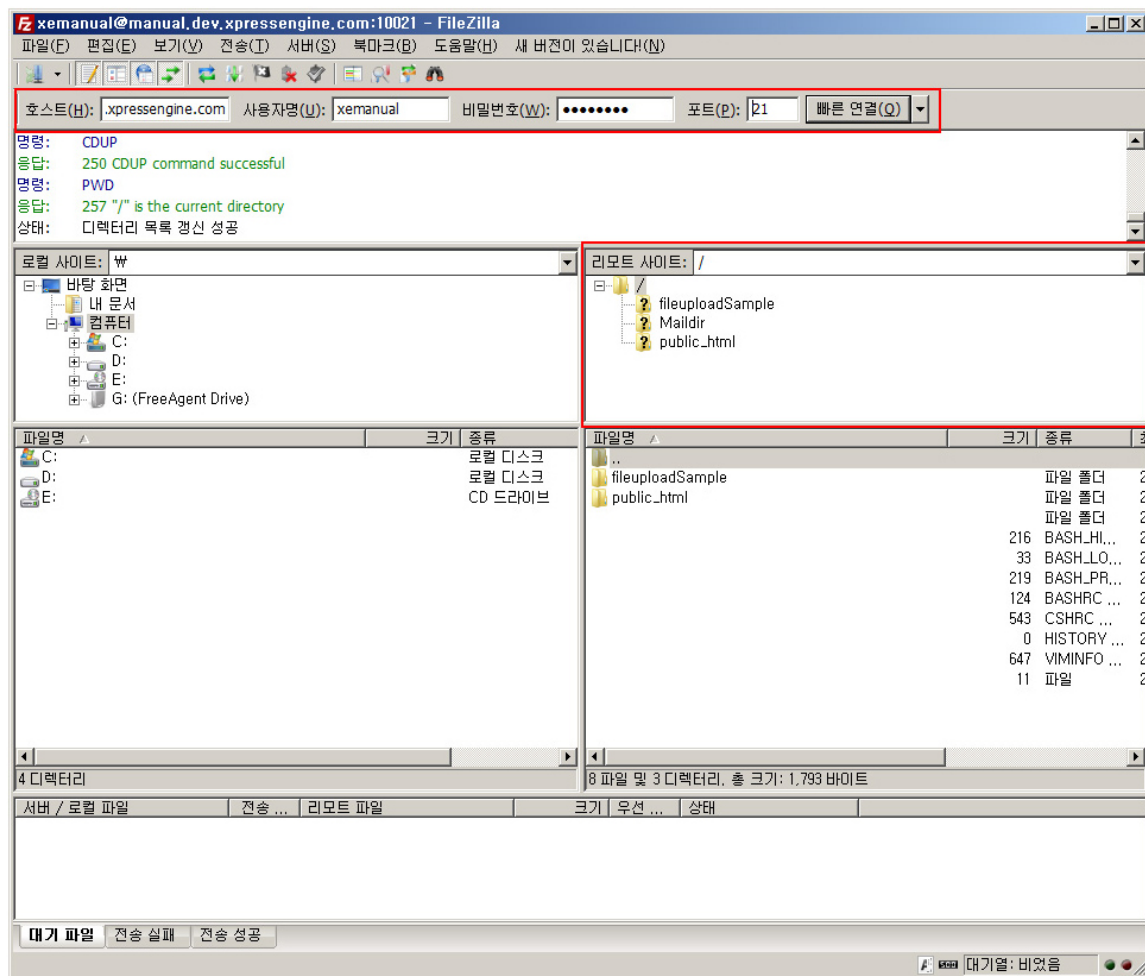 xemanual@manual.dev.xpressengine.com:10021 - FileZilla
파일(F) 편집(E) 보기(V) 전송(T) 서버(S) 북마크(B) 도움말(H) 새 버전이 있습니다!(N)
호스트(H): .xpressengine.com 사용자명(U): xemanual 비밀번호(W): ●●●●●●●● 포트(P): 21 빠른 연결(Q)
명령: CDUP
응답: 250 CDUP command successful
명령: PWD
응답: 257 "/" is the current directory
상태: 디렉터리 목록 갱신 성공
로컬 사이트: ₩
바탕 화면
내 문서
컴퓨터
C:
D:
E:
G: (FreeAgent Drive)
리모트 사이트: /
/
fileuploadSample
Maildir
public_html
파일명 크기 종류
C: 로컬 디스크
D: 로컬 디스크
E: CD 드라이브
4 디렉터리
파일명 크기 종류
..
fileuploadSample 파일 폴더 2
public_html 파일 폴더 2
파일 폴더 2
216 BASH_HI... 2
33 BASH_LO... 2
219 BASH_PR... 2
124 BASHRC ... 2
543 CSHRC ... 2
0 HISTORY ... 2
647 VIMINFO ... 2
11 파일 2
8 파일 및 3 디렉터리, 총 크기: 1,793 바이트
서버 / 로컬 파일 전송 ... 리모트 파일 크기 우선 ... 상태
대기 파일 전송 실패 전송 성공
대기열: 비었음